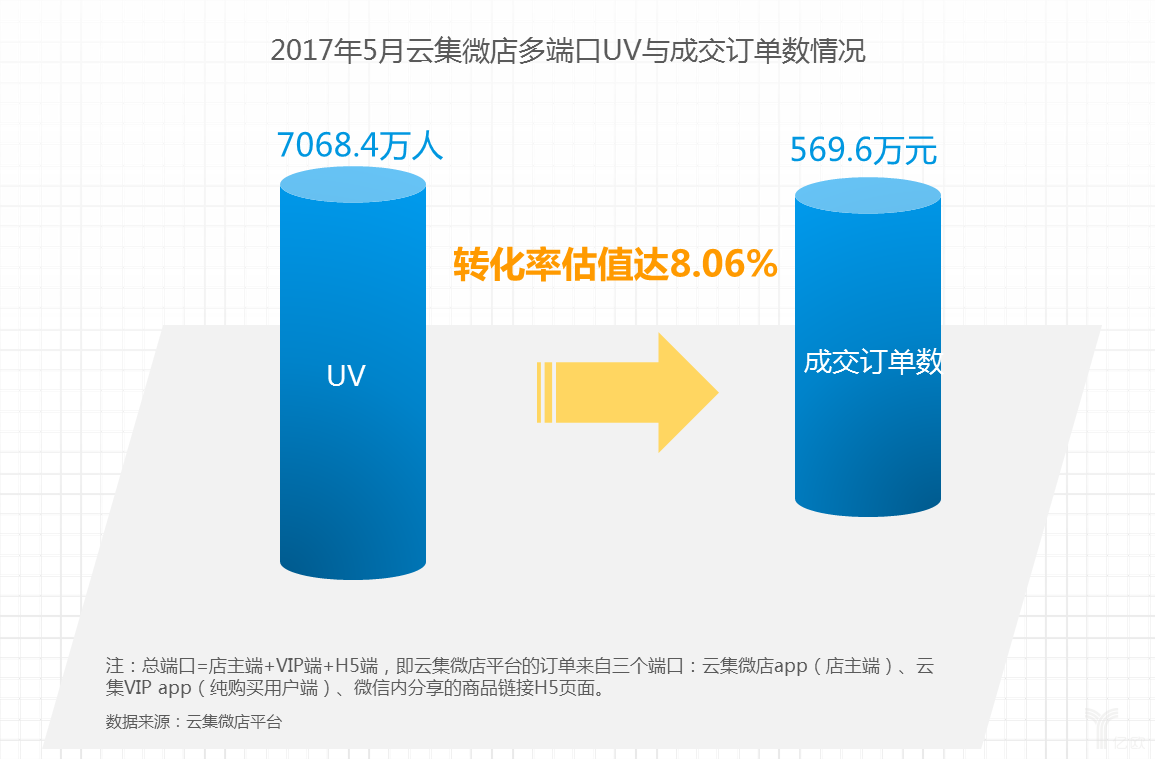 2017年5月云集微店多端口UV与成交订单数情况
7068.4万人
569.6万元
转化率估值达8.06%
UV
成交订单数
注：总端口=店主端+VIP端+H5端，即云集微店平台的订单来自三个端口：云集微店app（店主端）、云
集VIP app（纯购买用户端）、微信内分享的商品链接H5页面。
数据来源：云集微店平台